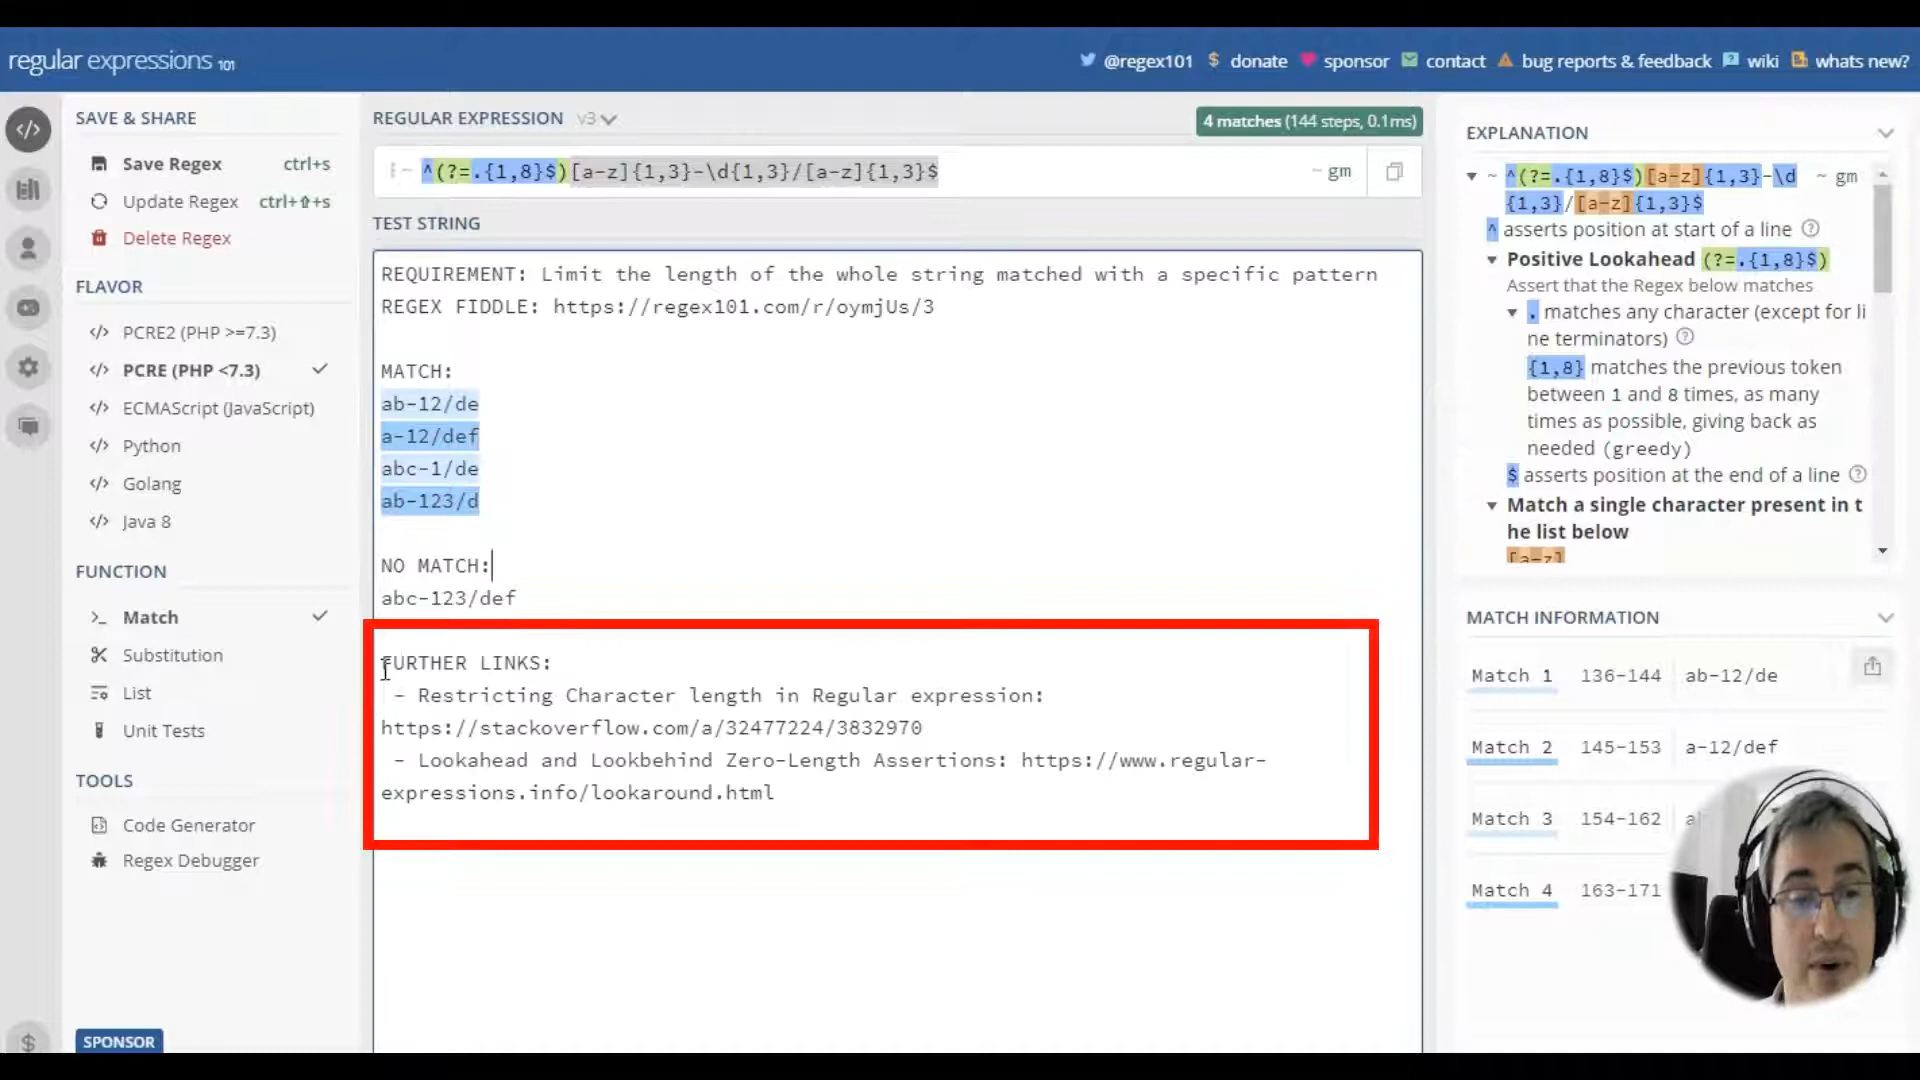 regular expressions 101
@regex101
$ donate
sponsor
contact
bug reports & feedback
wiki
whats new?
SAVE & SHARE
Save Regex ctrl+s
Update Regex ctrl+⇧+s
Delete Regex
FLAVOR
</> PCRE2 (PHP >=7.3)
</> PCRE (PHP <7.3)
</> ECMAScript (JavaScript)
</> Python
</> Golang
</> Java 8
FUNCTION
>_ Match
Substitution
List
Unit Tests
TOOLS
Code Generator
Regex Debugger
SPONSOR
REGULAR EXPRESSION v3
4 matches (144 steps, 0.1ms)
~ ^(?=.{1,8}$)[a-z]{1,3}-\d{1,3}/[a-z]{1,3}$ ~ gm
TEST STRING
REQUIREMENT: Limit the length of the whole string matched with a specific pattern
REGEX FIDDLE: https://regex101.com/r/oymjUs/3
MATCH:
ab-12/de
a-12/def
abc-1/de
ab-123/d
NO MATCH:
abc-123/def
FURTHER LINKS:
- Restricting Character length in Regular expression:
https://stackoverflow.com/a/32477224/3832970
- Lookahead and Lookbehind Zero-Length Assertions: https://www.regular-
expressions.info/lookaround.html
EXPLANATION
~ ^(?=.{1,8}$)[a-z]{1,3}-\d ~ gm
{1,3}/[a-z]{1,3}$
^ asserts position at start of a line
Positive Lookahead (?=.{1,8}$)
Assert that the Regex below matches
. matches any character (except for li
ne terminators)
{1,8} matches the previous token
between 1 and 8 times, as many
times as possible, giving back as
needed (greedy)
$ asserts position at the end of a line
Match a single character present in t
he list below
[a-z]
MATCH INFORMATION
Match 1 136-144 ab-12/de
Match 2 145-153 a-12/def
Match 3 154-162
Match 4 163-171